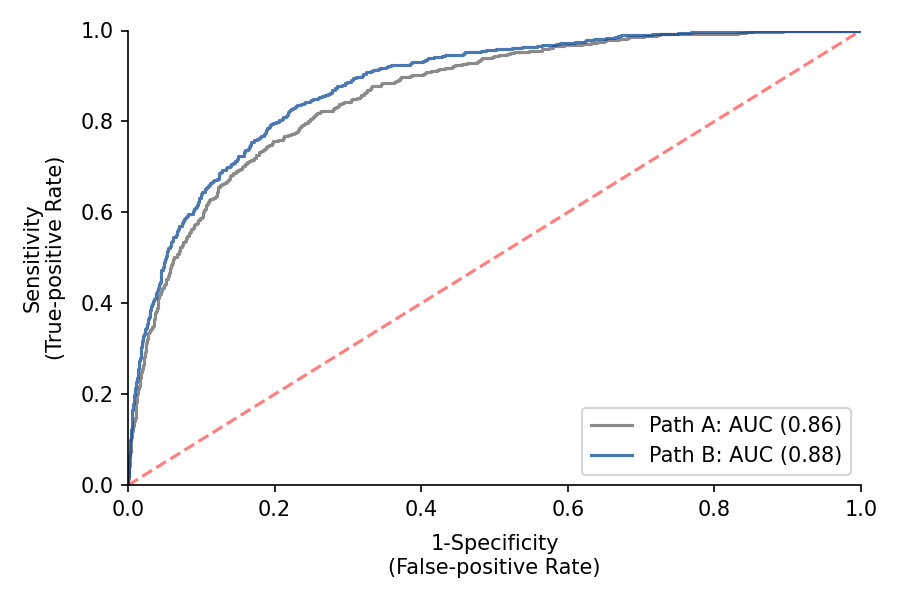 1.0
0.8
0.6
0.4
0.2
0.0
Sensitivity
(True-positive Rate)
Path A: AUC (0.86)
Path B: AUC (0.88)
0.0 0.2 0.4 0.6 0.8 1.0
1-Specificity
(False-positive Rate)